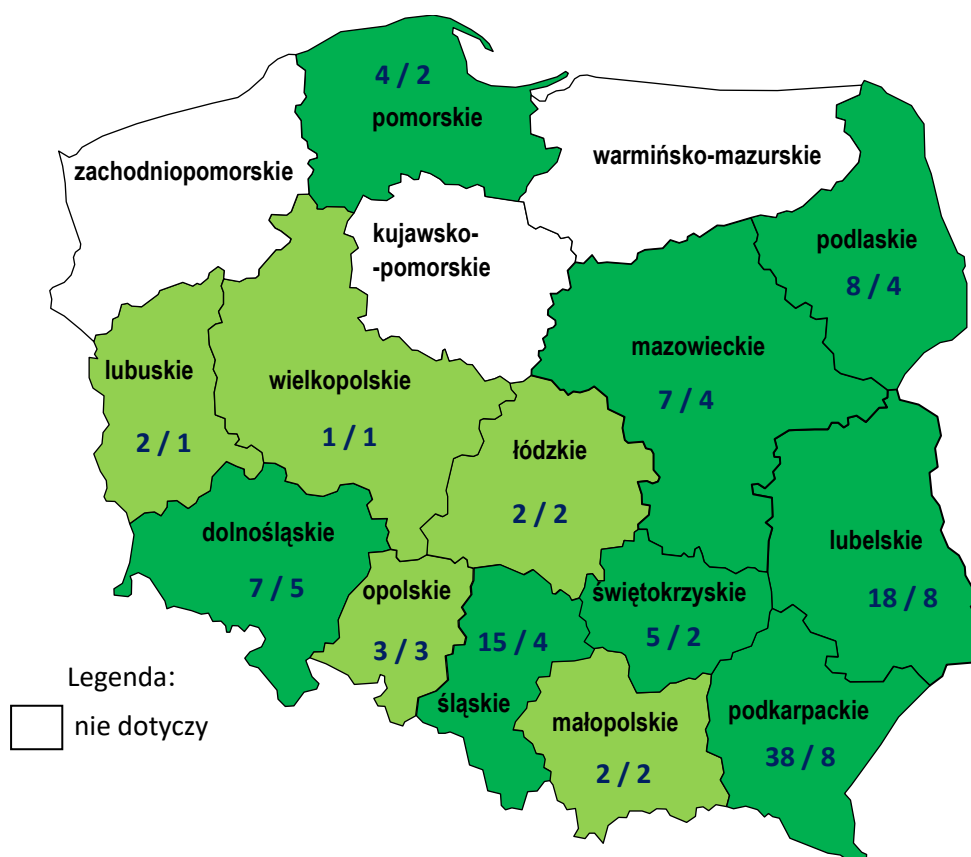 4 / 2
pomorskie
zachodniopomorskie
warmińsko-mazurskie
kujawsko-
-pomorskie
podlaskie
8 / 4
mazowieckie
7 / 4
lubuskie
2 / 1
wielkopolskie
1 / 1
łódzkie
2 / 2
dolnośląskie
7 / 5
lubelskie
18 / 8
opolskie
3 / 3
świętokrzyskie
5 / 2
15 / 4
śląskie
małopolskie
2 / 2
podkarpackie
38 / 8
Legenda:
nie dotyczy